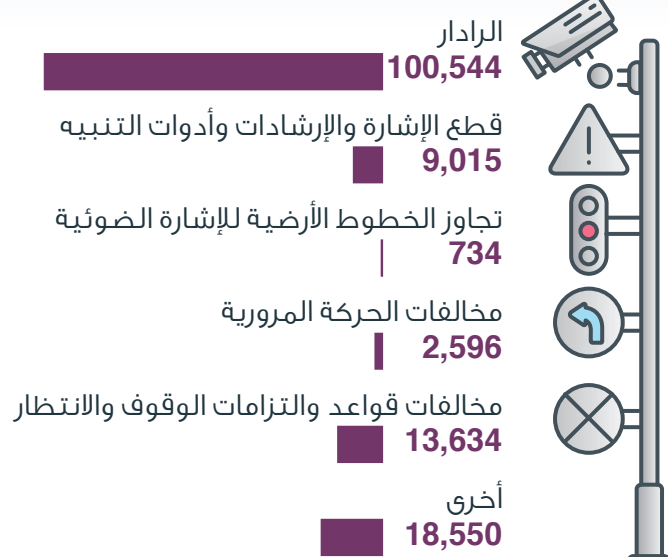 الرادار
100,544
قطع الإشارة والإرشادات وأدوات التنبيه
9,015
تجاوز الخطوط الأرضية للإشارة الضوئية
734
مخالفات الحركة المرورية
2,596
مخالفات قواعد والتزامات الوقوف والانتظار
13,634
أخرى
18,550